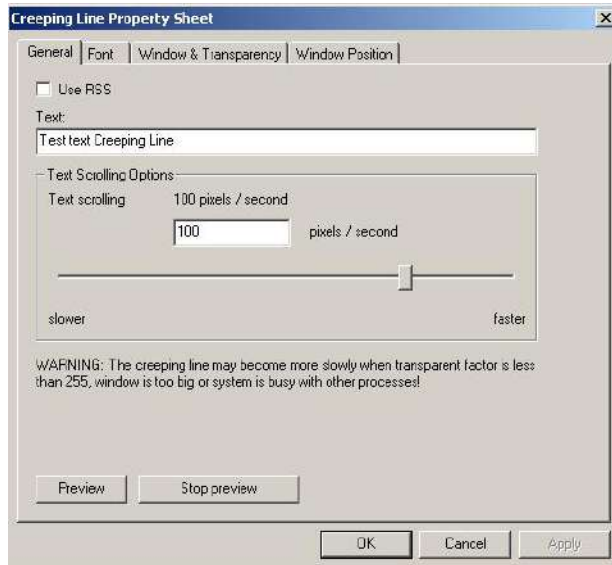 Creeping Line Property Sheet
General Font Window & Transparency Window Position
Use RSS
Text:
Test text Creeping Line
Text Scrolling Options
Text scrolling 100 pixels / second
100 pixels / second
slower faster
WARNING: The creeping line may become more slowly when transparent factor is less
than 255, window is too big or system is busy with other processes!
Preview Stop preview
OK Cancel Apply